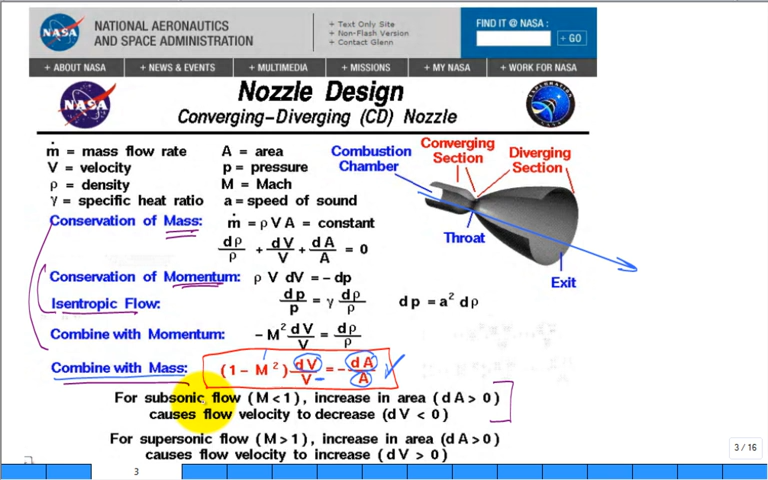 NASA
NATIONAL AERONAUTICS
AND SPACE ADMINISTRATION
+ Text Only Site
+ Non-Flash Version
+ Contact Glenn
FIND IT @ NASA :
+ GO
+ ABOUT NASA
+ NEWS & EVENTS
+ MULTIMEDIA
+ MISSIONS
+ MY NASA
+ WORK FOR NASA
NASA
Nozzle Design
EXPLORATION
Converging-Diverging (CD) Nozzle
ṁ = mass flow rate A = area
V = velocity p = pressure
ρ = density M = Mach
γ = specific heat ratio a = speed of sound
Combustion
Chamber
Converging
Section
Diverging
Section
Throat
Exit
Conservation of Mass: ṁ = ρ V A = constant
dρ/ρ + dV/V + dA/A = 0
Conservation of Momentum: ρ V dV = - dp
Isentropic Flow: dp/p = γ dρ/ρ dp = a² dρ
Combine with Momentum: - M² dV/V = dρ/ρ
Combine with Mass: (1 - M²) dV/V = - dA/A
For subsonic flow (M < 1), increase in area (dA > 0)
causes flow velocity to decrease (dV < 0)
For supersonic flow (M > 1), increase in area (dA > 0)
causes flow velocity to increase (dV > 0)
3 / 16
3